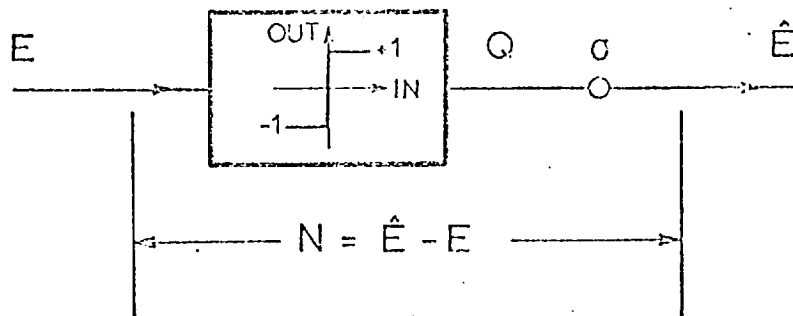 OUT
+1
E
Q
σ
Ê
IN
-1
N = Ê - E